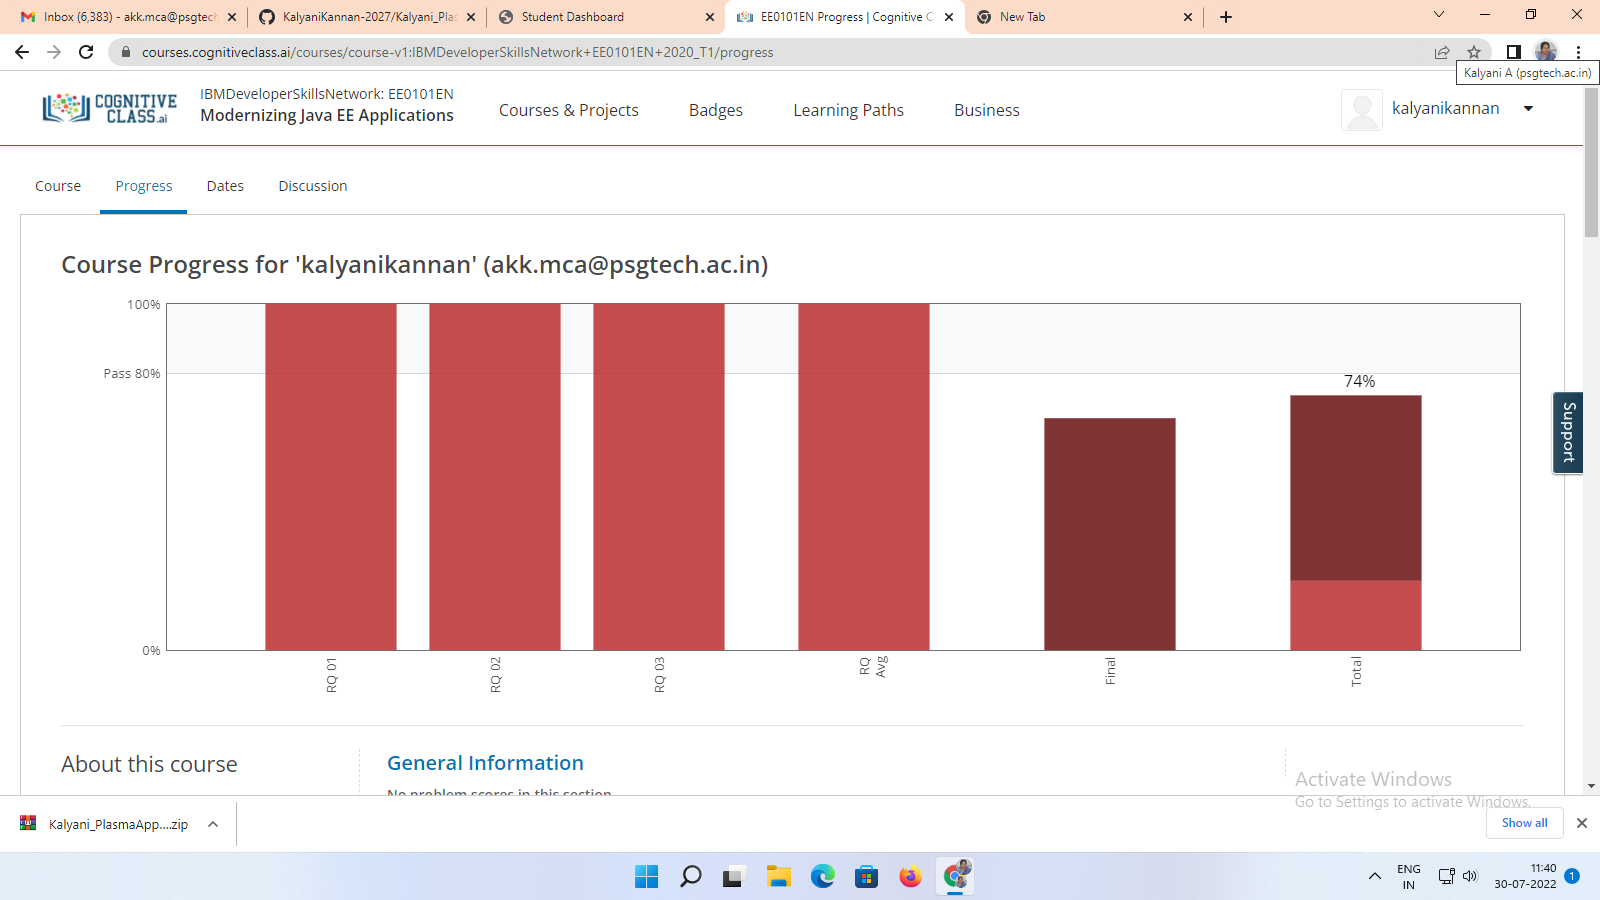 Inbox (6,383) - akk.mca@psgtech
KalyaniKannan-2027/Kalyani_Pla
Student Dashboard
EE0101EN Progress | Cognitive C
New Tab
courses.cognitiveclass.ai/courses/course-v1:IBMDeveloperSkillsNetwork+EE0101EN+2020_T1/progress
Kalyani A (psgtech.ac.in)
COGNITIVE
CLASS.ai
IBMDeveloperSkillsNetwork: EE0101EN
Modernizing Java EE Applications
Courses & Projects
Badges
Learning Paths
Business
kalyanikannan
Course
Progress
Dates
Discussion
Course Progress for 'kalyanikannan' (akk.mca@psgtech.ac.in)
100%
Pass 80%
74%
0%
RQ 01
RQ 02
RQ 03
RQ
Avg
Final
Total
Support
About this course
General Information
No problem scores in this section
Activate Windows
Go to Settings to activate Windows.
Kalyani_PlasmaApp....zip
Show all
ENG
IN
11:40
30-07-2022
1